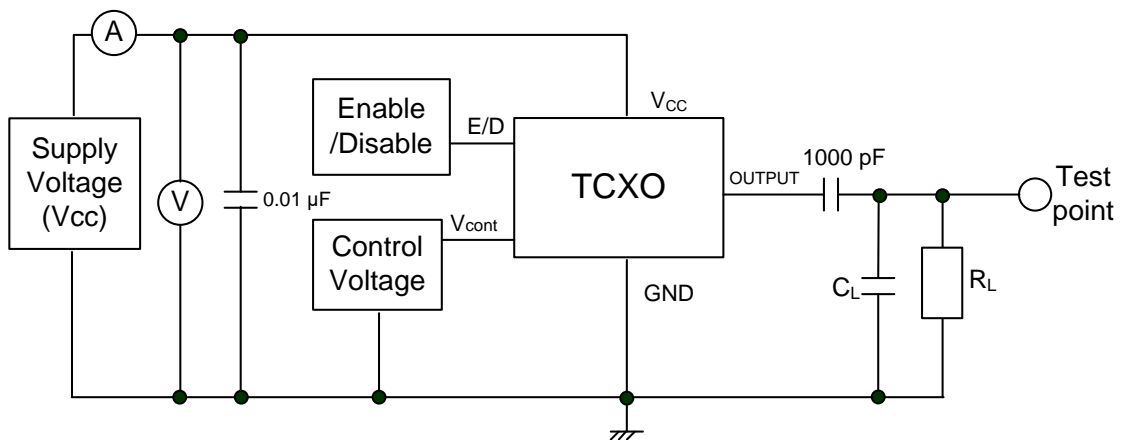 A
Supply
Voltage
(Vcc)
V
0.01 µF
Enable
/Disable
E/D
Control
Voltage
Vcont
VCC
TCXO
GND
OUTPUT
1000 pF
CL
RL
Test
point